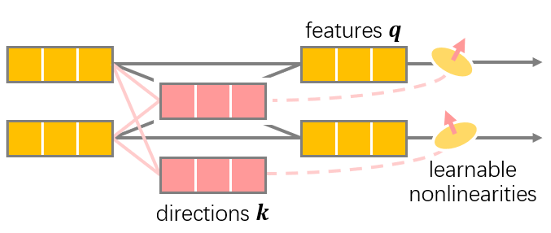 features q
directions k
learnable
nonlinearities